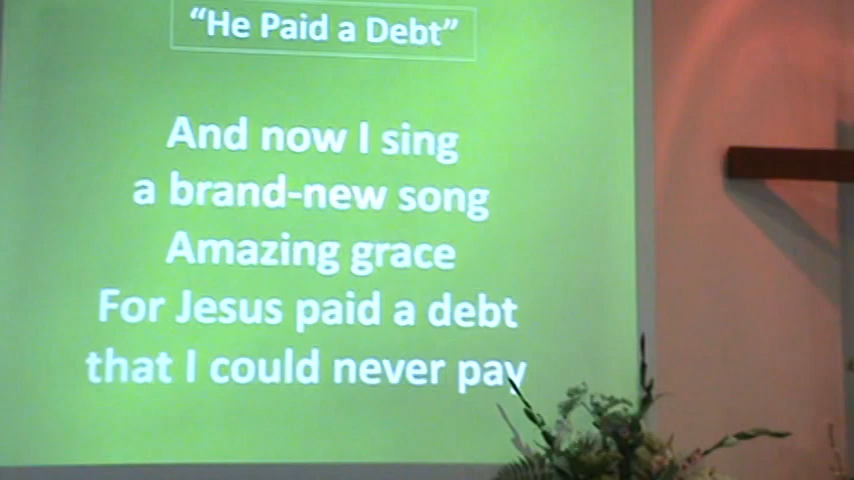 "He Paid a Debt"
And now I sing
a brand-new song
Amazing grace
For Jesus paid a debt
that I could never pay